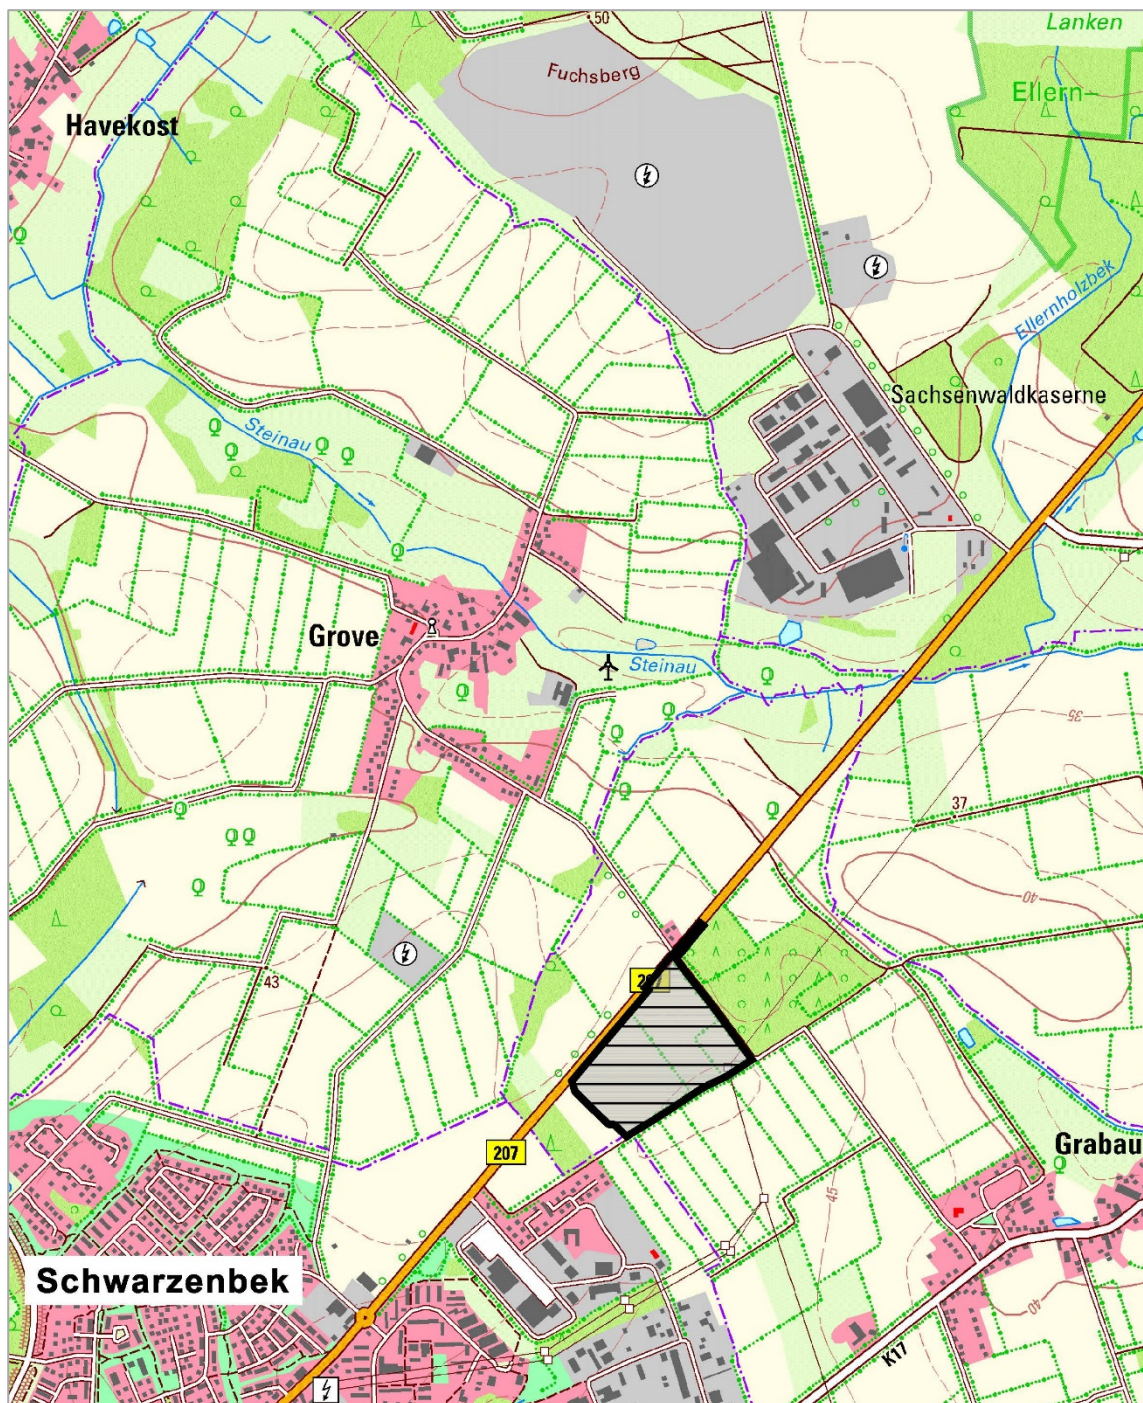 50
Lanken
Fuchsberg
Ellern-
Havekost
Ellernholzbek
Sachsenwaldkaserne
Steinau
Grove
Steinau
35
37
40
207
43
207
Grabau
45
Schwarzenbek
40
K17